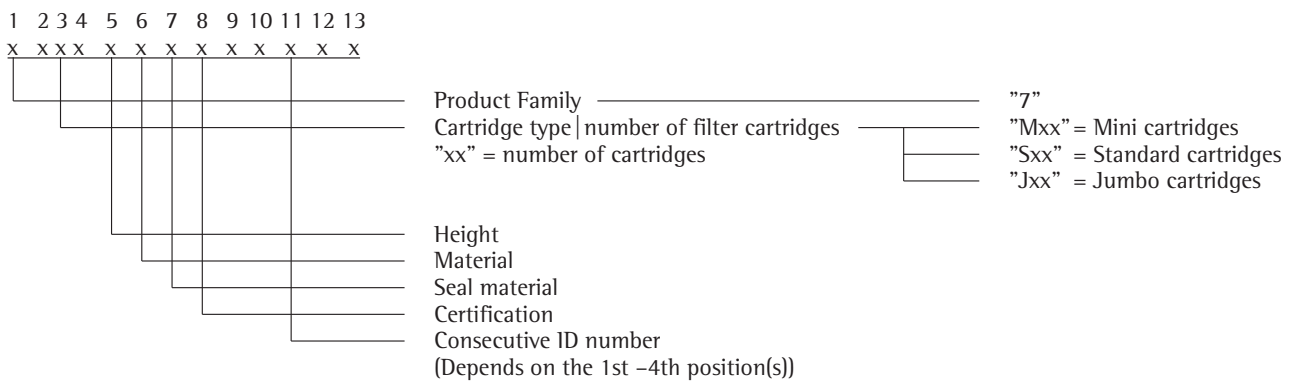 1 2 3 4 5 6 7 8 9 10 11 12 13
x x x x x x x x x x x x x
Product Family "7"
Cartridge type | number of filter cartridges "Mxx" = Mini cartridges
"xx" = number of cartridges "Sxx" = Standard cartridges
"Jxx" = Jumbo cartridges
Height
Material
Seal material
Certification
Consecutive ID number
(Depends on the 1st –4th position(s))